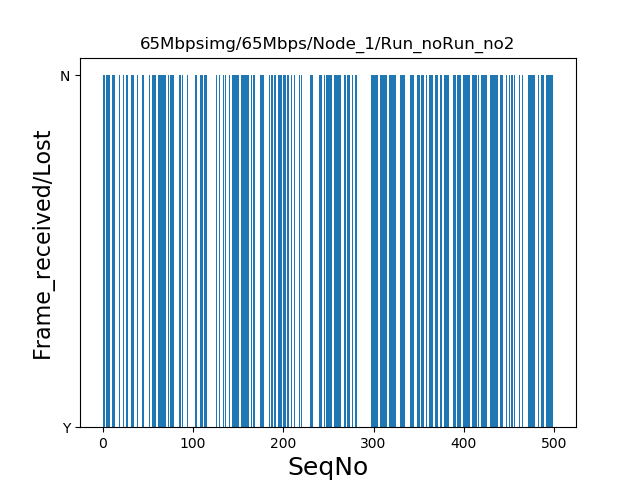 65Mbpsimg/65Mbps/Node_1/Run_noRun_no2
N
Frame_received/Lost
Y
0 100 200 300 400 500
SeqNo